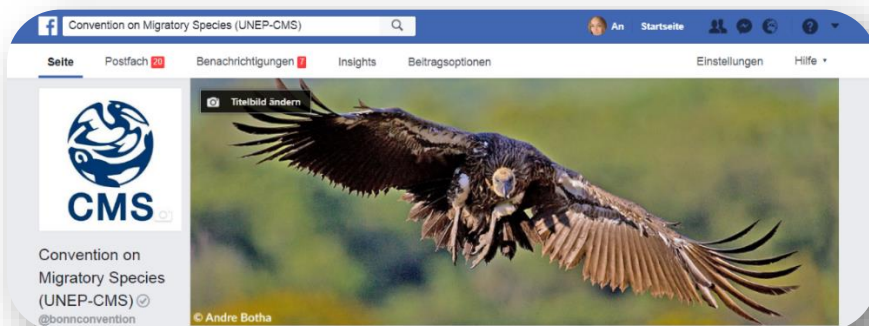 f Convention on Migratory Species (UNEP-CMS) An Startseite ?
Seite Postfach 20 Benachrichtigungen 7 Insights Beitragsoptionen Einstellungen Hilfe
Titelbild ändern
CMS
Convention on
Migratory Species
(UNEP-CMS)
@bonnconvention
© Andre Botha